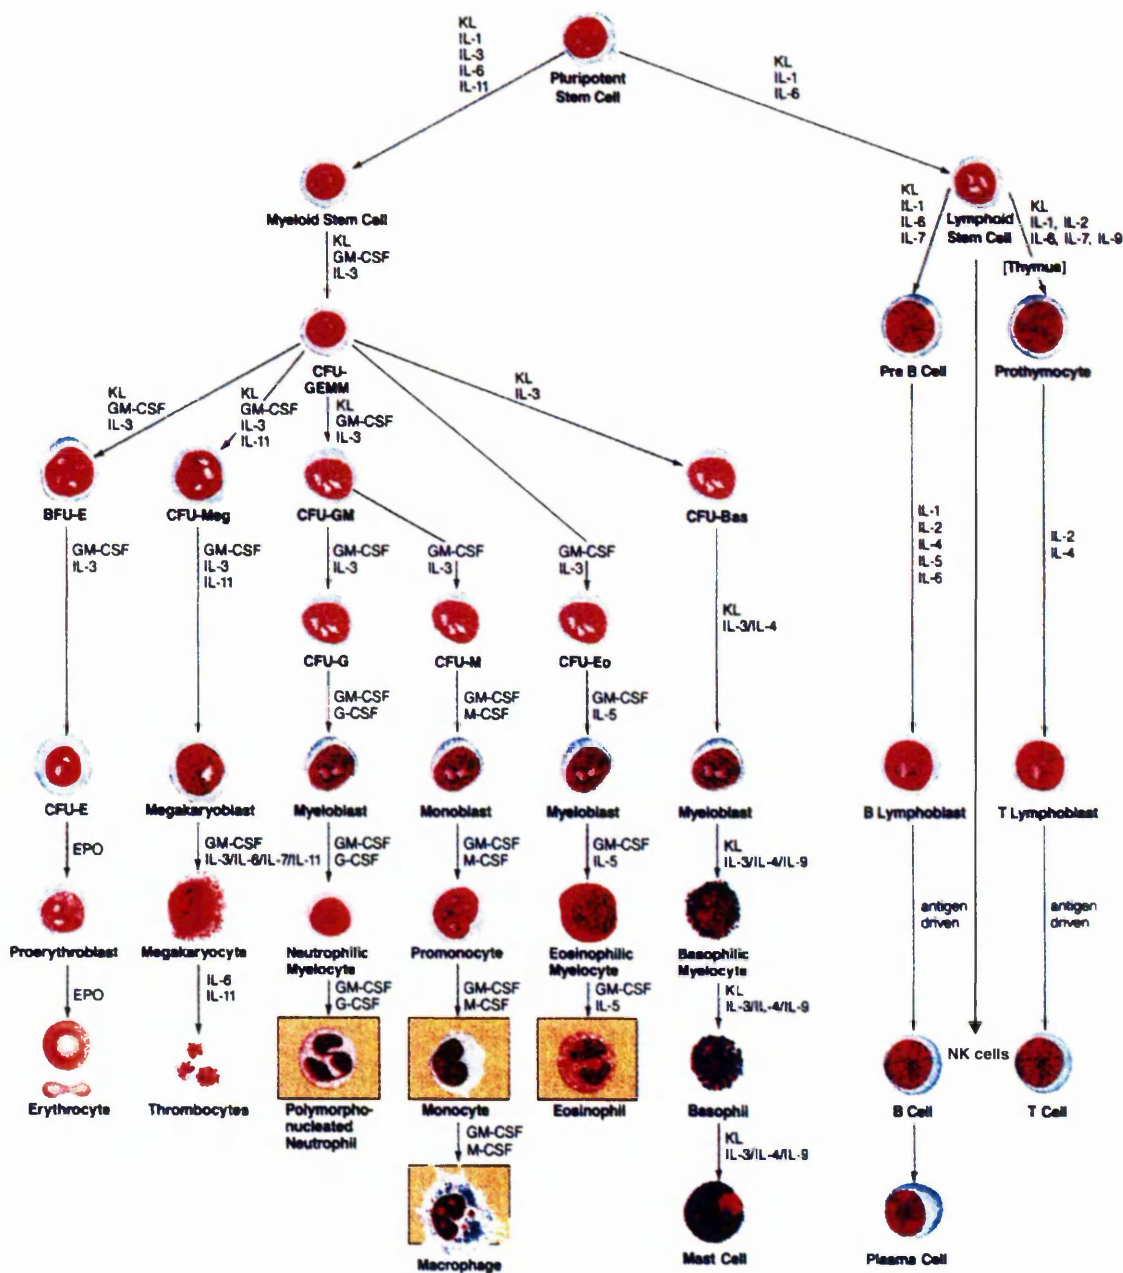 KL
IL-1
IL-3
IL-6
IL-11
Pluripotent
Stem Cell
KL
IL-1
IL-6
Myeloid Stem Cell
KL
GM-CSF
IL-3
KL
IL-1
IL-6
IL-7
Lymphoid
Stem Cell
KL
IL-1, IL-2
IL-6, IL-7, IL-9
[Thymus]
CFU-
GEMM
Pre B Cell
Prothymocyte
KL
GM-CSF
IL-3
KL
GM-CSF
IL-3
IL-11
KL
GM-CSF
IL-3
KL
IL-3
BFU-E
CFU-Meg
CFU-GM
CFU-Bas
GM-CSF
IL-3
GM-CSF
IL-3
IL-11
GM-CSF
IL-3
GM-CSF
IL-3
GM-CSF
IL-3
KL
IL-3/IL-4
IL-1
IL-2
IL-4
IL-5
IL-6
IL-2
IL-4
CFU-G
CFU-M
CFU-Eo
GM-CSF
G-CSF
GM-CSF
M-CSF
GM-CSF
IL-5
CFU-E
Megakaryoblast
Myeloblast
Monoblast
Myeloblast
Myeloblast
B Lymphoblast
T Lymphoblast
EPO
GM-CSF
IL-3/IL-6/IL-7/IL-11
GM-CSF
G-CSF
GM-CSF
M-CSF
GM-CSF
IL-5
KL
IL-3/IL-4/IL-9
antigen
driven
antigen
driven
Proerythroblast
Megakaryocyte
Neutrophilic
Myelocyte
Promonocyte
Eosinophilic
Myelocyte
Basophilic
Myelocyte
EPO
IL-6
IL-11
GM-CSF
G-CSF
GM-CSF
M-CSF
GM-CSF
IL-5
KL
IL-3/IL-4/IL-9
NK cells
Erythrocyte
Thrombocytes
Polymorpho-
nucleated
Neutrophil
Monocyte
Eosinophil
Basophil
B Cell
T Cell
GM-CSF
M-CSF
KL
IL-3/IL-4/IL-9
Macrophage
Mast Cell
Plasma Cell